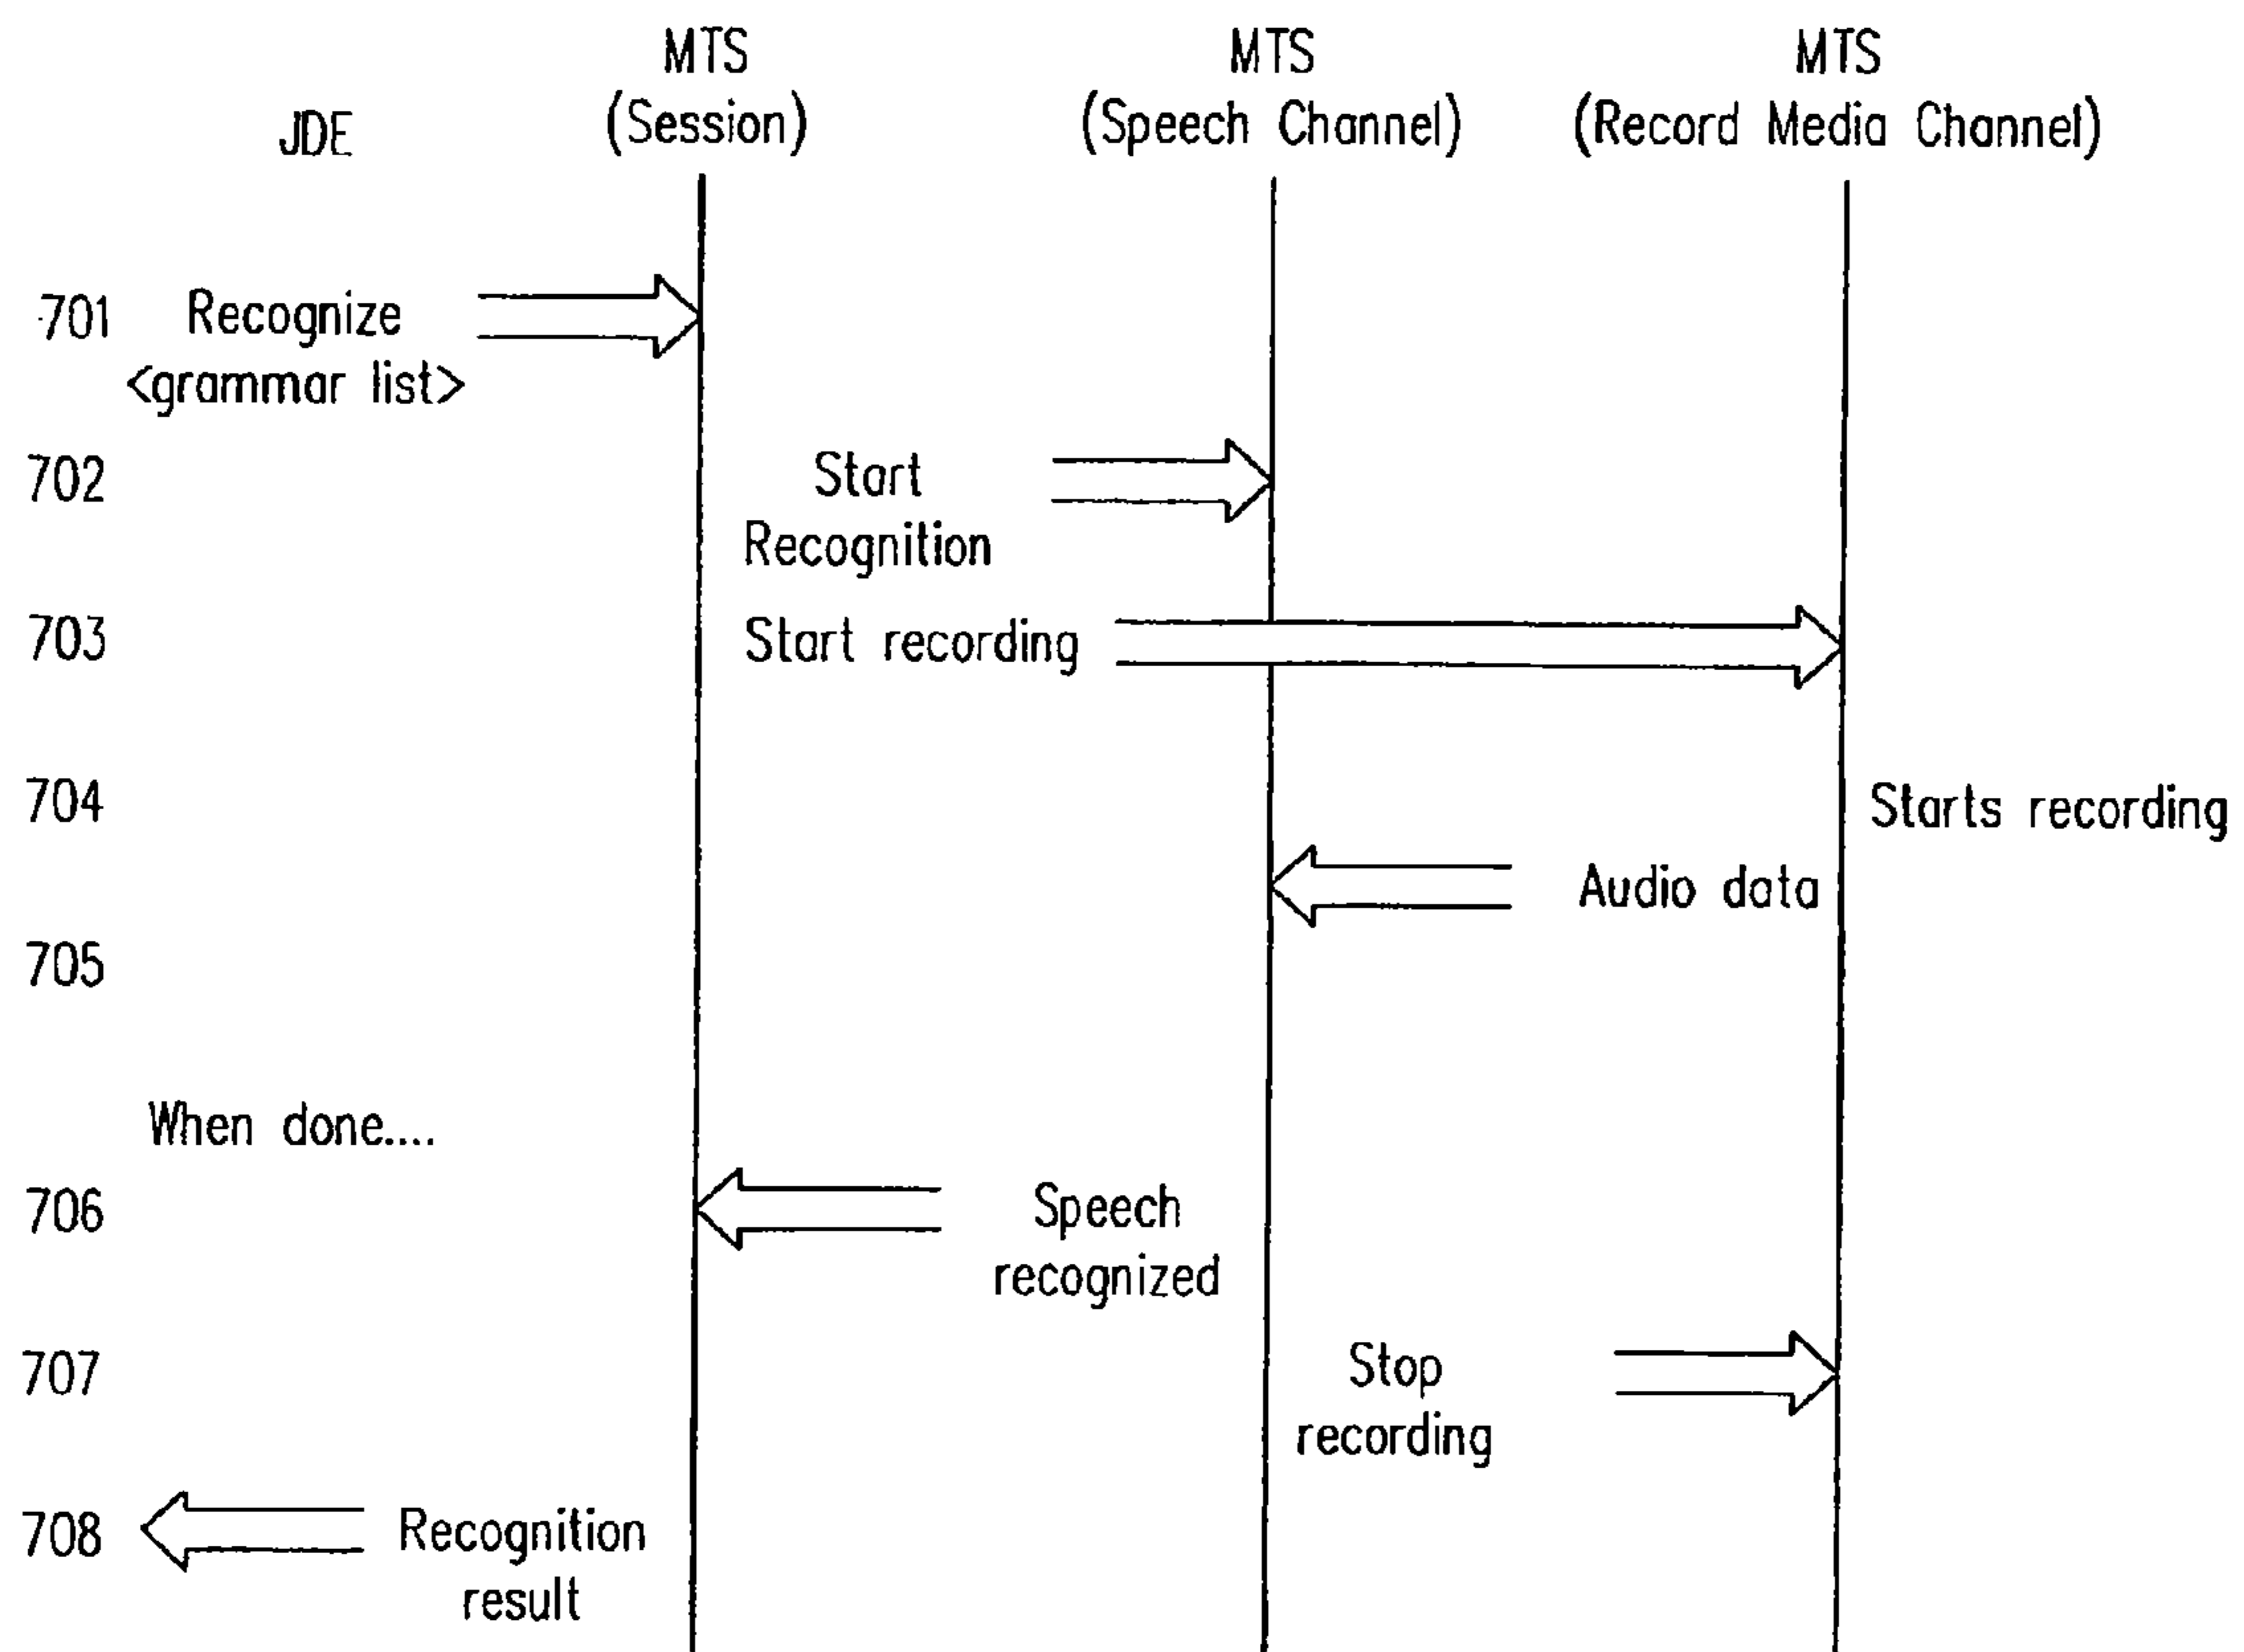 MTS MTS MTS
JDE (Session) (Speech Channel) (Record Media Channel)
701 Recognize
<grammar list>
702 Start
Recognition
703 Start recording
704 Starts recording
Audio data
705
When done....
706 Speech
recognized
707 Stop
recording
708 Recognition
result